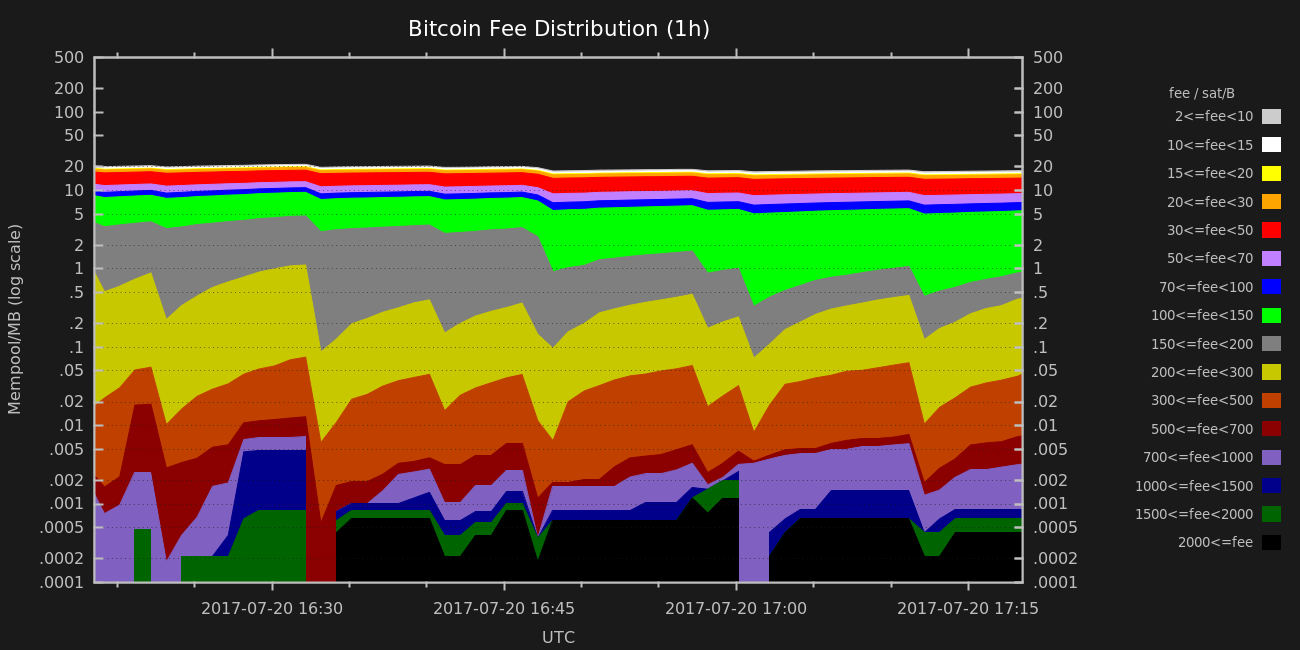 Bitcoin Fee Distribution (1h)
500 500
200 200
100 100
50 50
20 20
10 10
5 5
2 2
1 1
.5 .5
.2 .2
.1 .1
.05 .05
.02 .02
.01 .01
.005 .005
.002 .002
.001 .001
.0005 .0005
.0002 .0002
.0001 .0001
Mempool/MB (log scale)
2017-07-20 16:30 2017-07-20 16:45 2017-07-20 17:00 2017-07-20 17:15
UTC
fee / sat/B
2<=fee<10
10<=fee<15
15<=fee<20
20<=fee<30
30<=fee<50
50<=fee<70
70<=fee<100
100<=fee<150
150<=fee<200
200<=fee<300
300<=fee<500
500<=fee<700
700<=fee<1000
1000<=fee<1500
1500<=fee<2000
2000<=fee